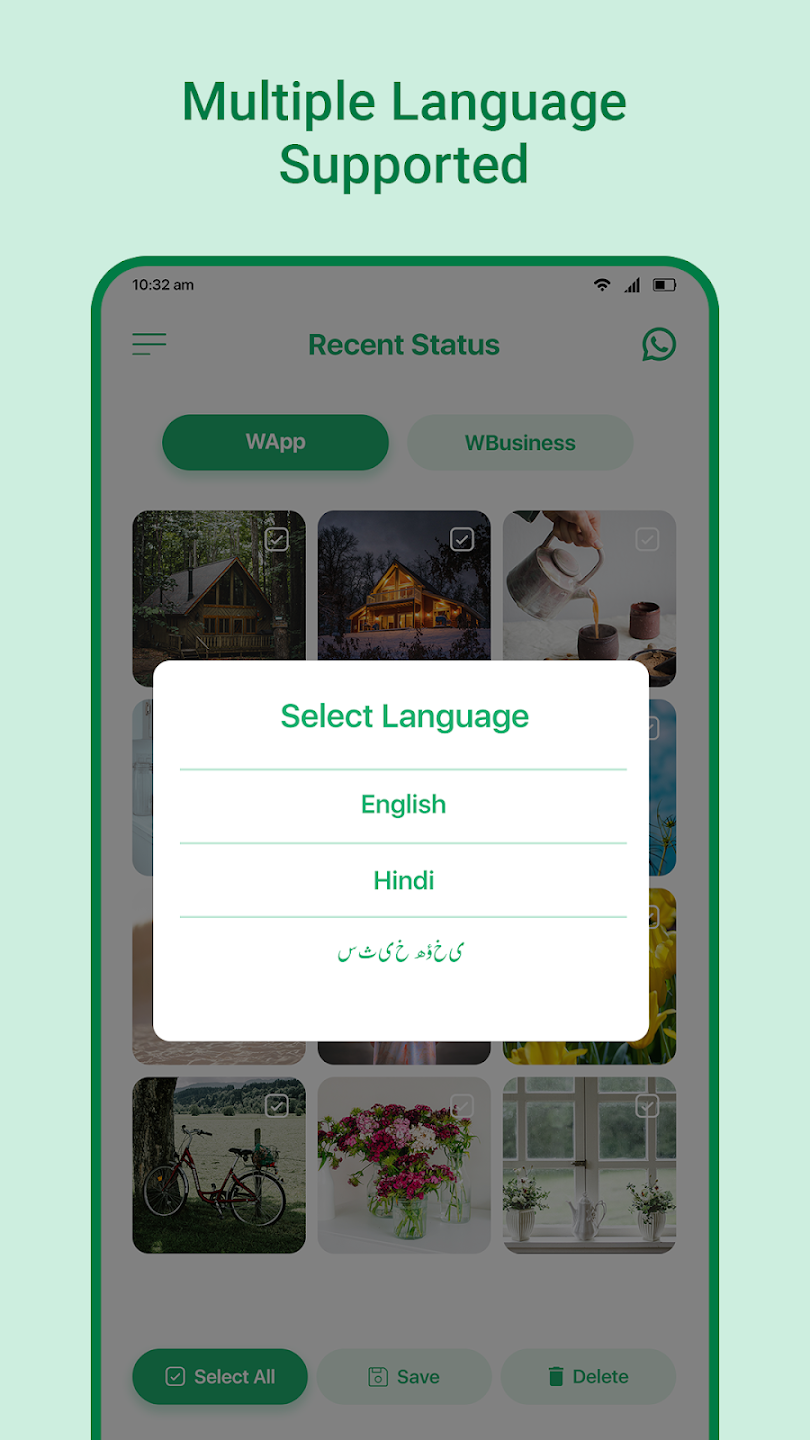 Multiple Language
Supported
10:32 am
Recent Status
WApp
WBusiness
Select Language
English
Hindi
ی‌خ‌ؤھ خ‌ی‌ث‌س
Select All
Save
Delete